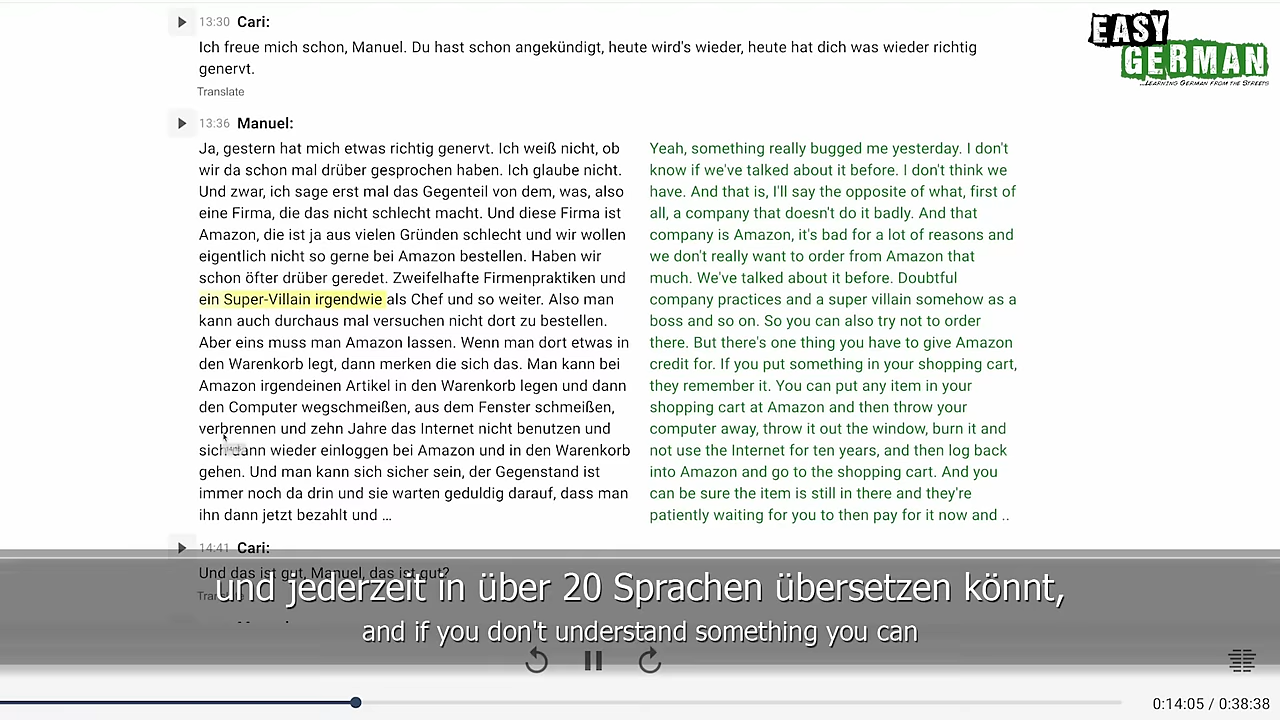 13:30 Cari:
Ich freue mich schon, Manuel. Du hast schon angekündigt, heute wird's wieder, heute hat dich was wieder richtig
genervt.
Translate
EASY
GERMAN
...LEARNING GERMAN FROM THE STREETS
13:36 Manuel:
Ja, gestern hat mich etwas richtig genervt. Ich weiß nicht, ob
wir da schon mal drüber gesprochen haben. Ich glaube nicht.
Und zwar, ich sage erst mal das Gegenteil von dem, was, also
eine Firma, die das nicht schlecht macht. Und diese Firma ist
Amazon, die ist ja aus vielen Gründen schlecht und wir wollen
eigentlich nicht so gerne bei Amazon bestellen. Haben wir
schon öfter drüber geredet. Zweifelhafte Firmenpraktiken und
ein Super-Villain irgendwie als Chef und so weiter. Also man
kann auch durchaus mal versuchen nicht dort zu bestellen.
Aber eins muss man Amazon lassen. Wenn man dort etwas in
den Warenkorb legt, dann merken die sich das. Man kann bei
Amazon irgendeinen Artikel in den Warenkorb legen und dann
den Computer wegschmeißen, aus dem Fenster schmeißen,
verbrennen und zehn Jahre das Internet nicht benutzen und
sich dann wieder einloggen bei Amazon und in den Warenkorb
gehen. Und man kann sich sicher sein, der Gegenstand ist
immer noch da drin und sie warten geduldig darauf, dass man
ihn dann jetzt bezahlt und ...
Yeah, something really bugged me yesterday. I don't
know if we've talked about it before. I don't think we
have. And that is, I'll say the opposite of what, first of
all, a company that doesn't do it badly. And that
company is Amazon, it's bad for a lot of reasons and
we don't really want to order from Amazon that
much. We've talked about it before. Doubtful
company practices and a super villain somehow as a
boss and so on. So you can also try not to order
there. But there's one thing you have to give Amazon
credit for. If you put something in your shopping cart,
they remember it. You can put any item in your
shopping cart at Amazon and then throw your
computer away, throw it out the window, burn it and
not use the Internet for ten years, and then log back
into Amazon and go to the shopping cart. And you
can be sure the item is still in there and they're
patiently waiting for you to then pay for it now and ..
14:41 Cari:
Und das ist gut, Manuel, das ist gut?
und jederzeit in über 20 Sprachen übersetzen könnt,
and if you don't understand something you can
0:14:05 / 0:38:38